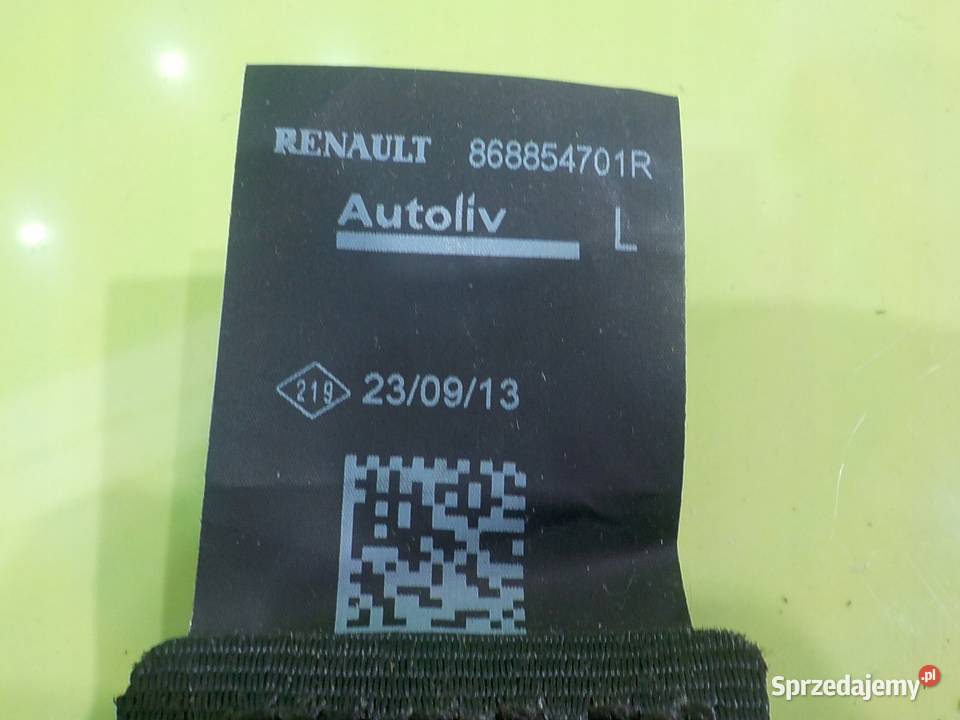 RENAULT 868854701R
Autoliv L
219 23/09/13
Sprzedajemy.pl